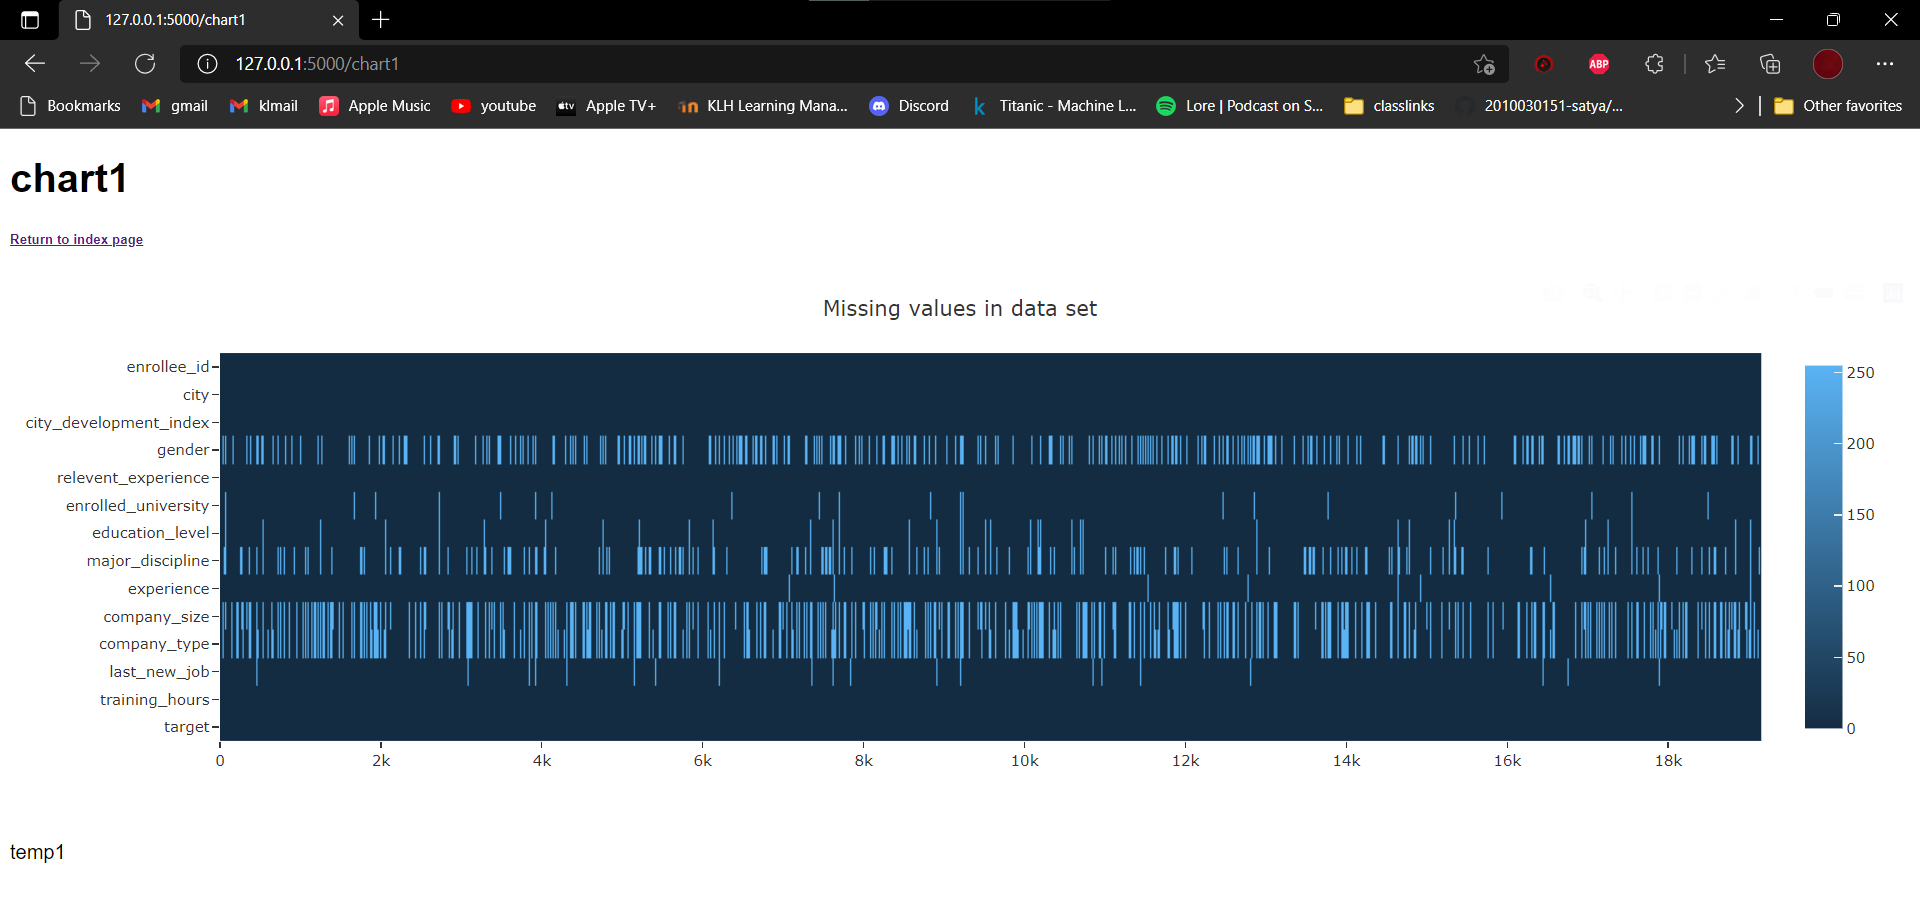 127.0.0.1:5000/chart1
127.0.0.1:5000/chart1
ABP
Bookmarks gmail klmail Apple Music youtube tv Apple TV+ KLH Learning Mana... Discord k Titanic - Machine L... Lore | Podcast on S... classlinks 2010030151-satya/... Other favorites
chart1
Return to index page
Missing values in data set
enrollee_id
city
city_development_index
gender
relevent_experience
enrolled_university
education_level
major_discipline
experience
company_size
company_type
last_new_job
training_hours
target
0 2k 4k 6k 8k 10k 12k 14k 16k 18k
250
200
150
100
50
0
temp1